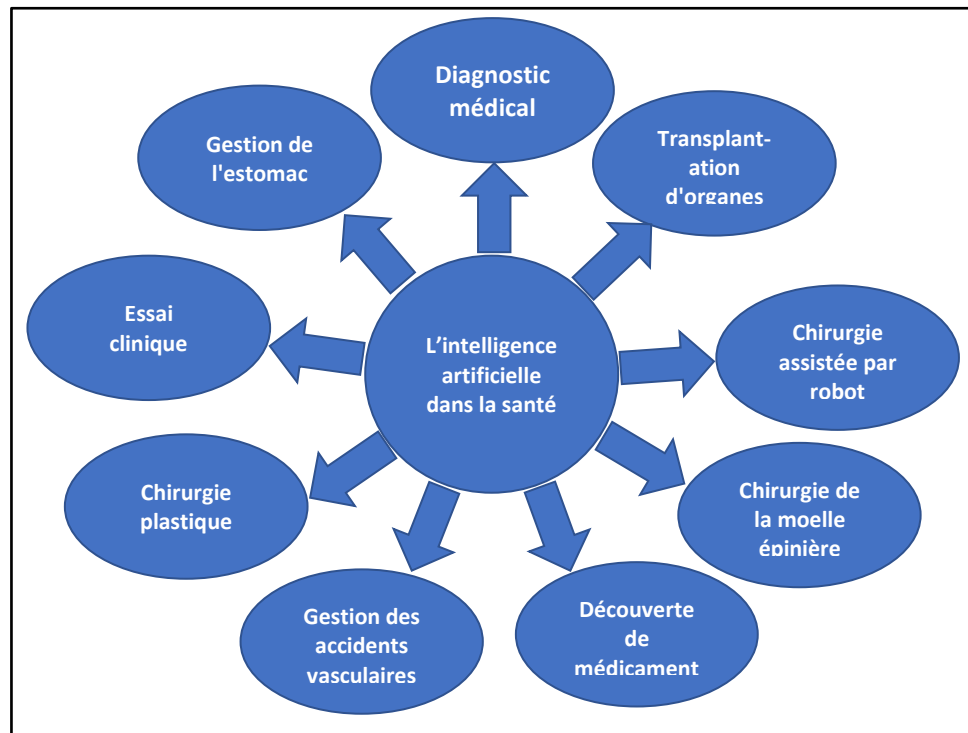 Diagnostic
médical
Transplant-
ation
d'organes
Chirurgie
assistée par
robot
Chirurgie de
la moelle
épinière
Découverte
de
médicament
Gestion des
accidents
vasculaires
Chirurgie
plastique
Essai
clinique
Gestion de
l'estomac
L’intelligence
artificielle
dans la santé